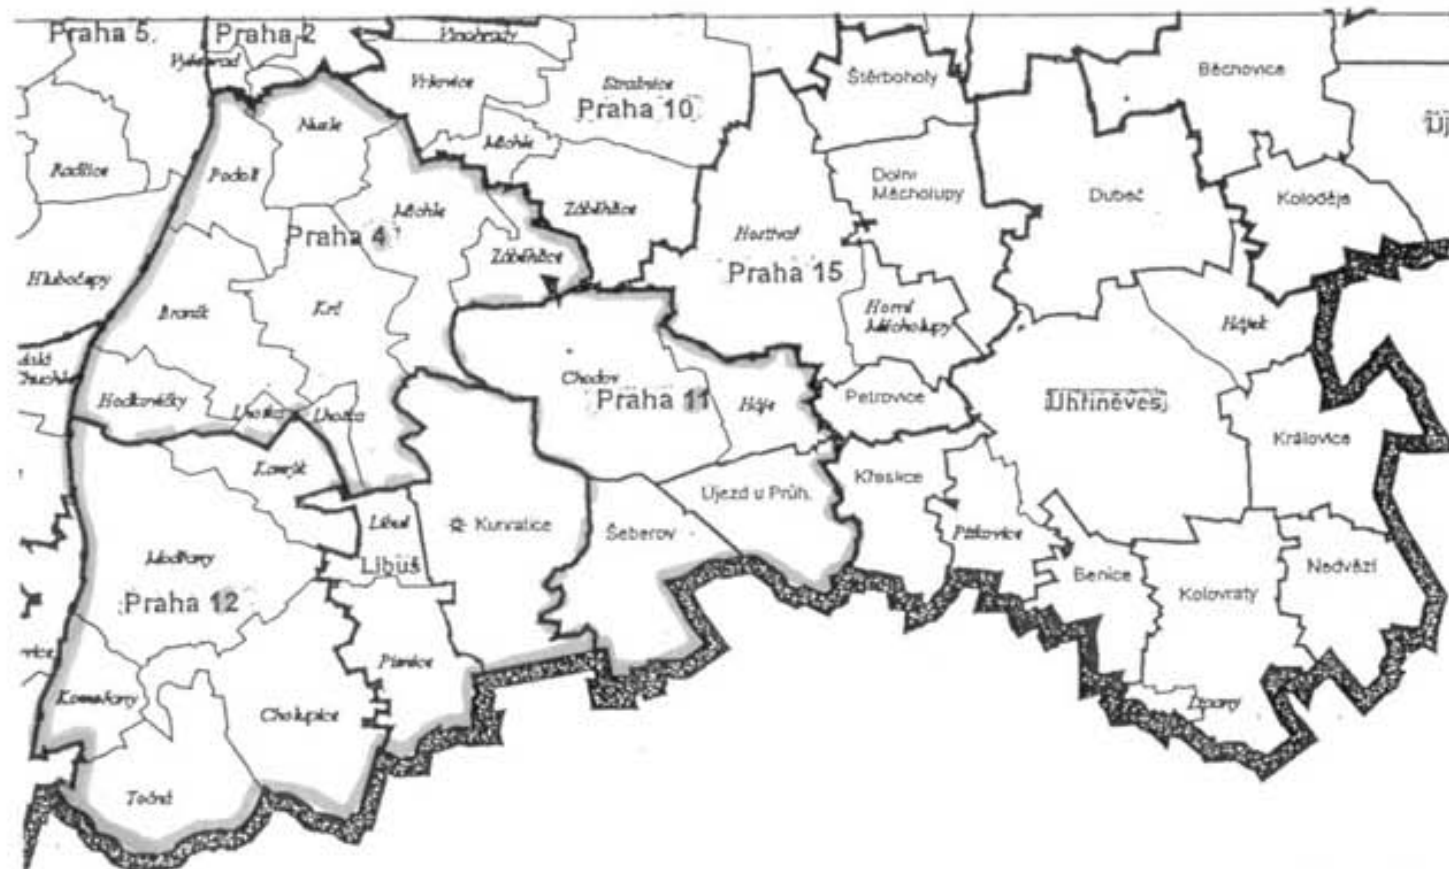 Praha 5
Praha 2
Vyšehrad
Vinohrady
Běchovice
Štěrboholy
Vršovice
Strašnice
Praha 10
Új
Nusle
Michle
Radlice
Podolí
Dolní
Měcholupy
Dubeč
Koloděje
Michle
Záběhlice
Praha 4
Hostivař
Záběhlice
Praha 15
Hlubočepy
Braník
Krč
Horní
Měcholupy
Hájek
Chodov
Praha 11
Háje
Petrovice
Úhříněves
Hodkovičky
Lhotka
Lhotka
Královice
Kamýk
Křeslice
Újezd u Průh.
Libuš
Kunratice
Šeberov
Pitkovice
Modřany
Libuš
Benice
Nedvězí
Kolovraty
Praha 12
Písnice
Komořany
Cholupice
Lipany
Točná